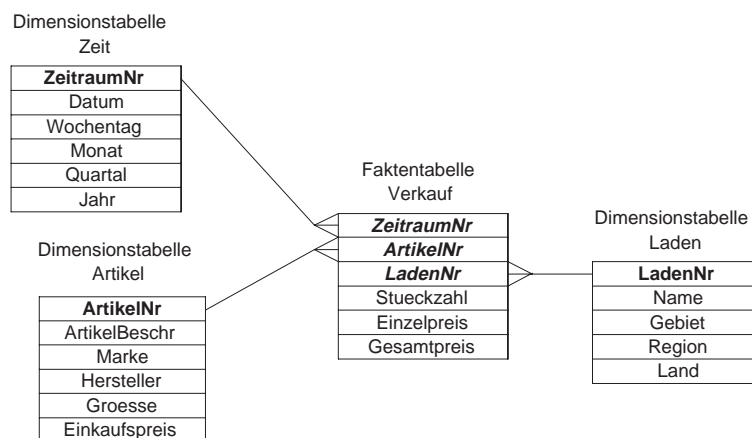 Dimensionstabelle
Zeit
ZeitraumNr
Datum
Wochentag
Monat
Quartal
Jahr
Dimensionstabelle
Artikel
ArtikelNr
ArtikelBeschr
Marke
Hersteller
Groesse
Einkaufspreis
Faktentabelle
Verkauf
ZeitraumNr
ArtikelNr
LadenNr
Stueckzahl
Einzelpreis
Gesamtpreis
Dimensionstabelle
Laden
LadenNr
Name
Gebiet
Region
Land